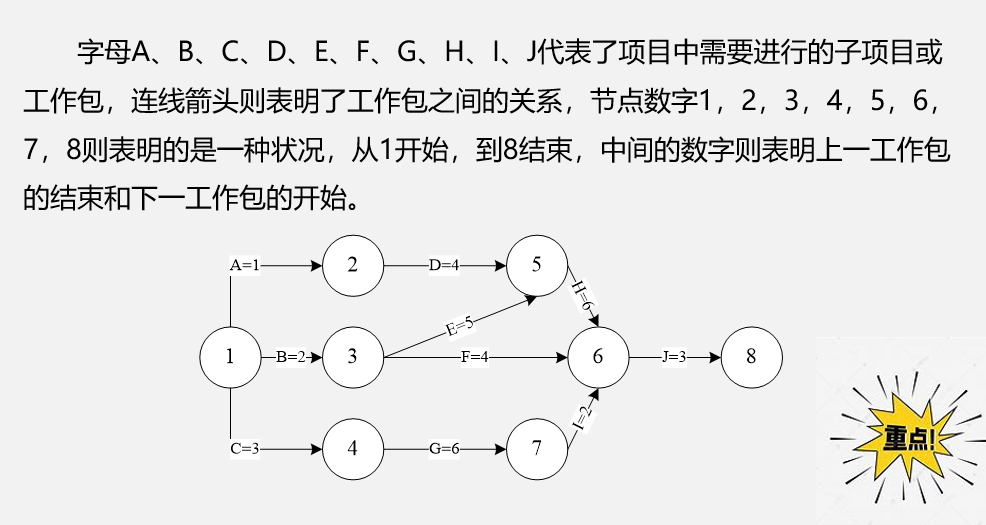 字母A、B、C、D、E、F、G、H、I、J代表了项目中需要进行的子项目或
工作包，连线箭头则表明了工作包之间的关系，节点数字1，2，3，4，5，6，
7，8则表明的是一种状况，从1开始，到8结束，中间的数字则表明上一工作包
的结束和下一工作包的开始。
A=1
2
D=4
5
H=6
E=5
1
B=2
3
F=4
6
J=3
8
I=2
C=3
4
G=6
7
重点!